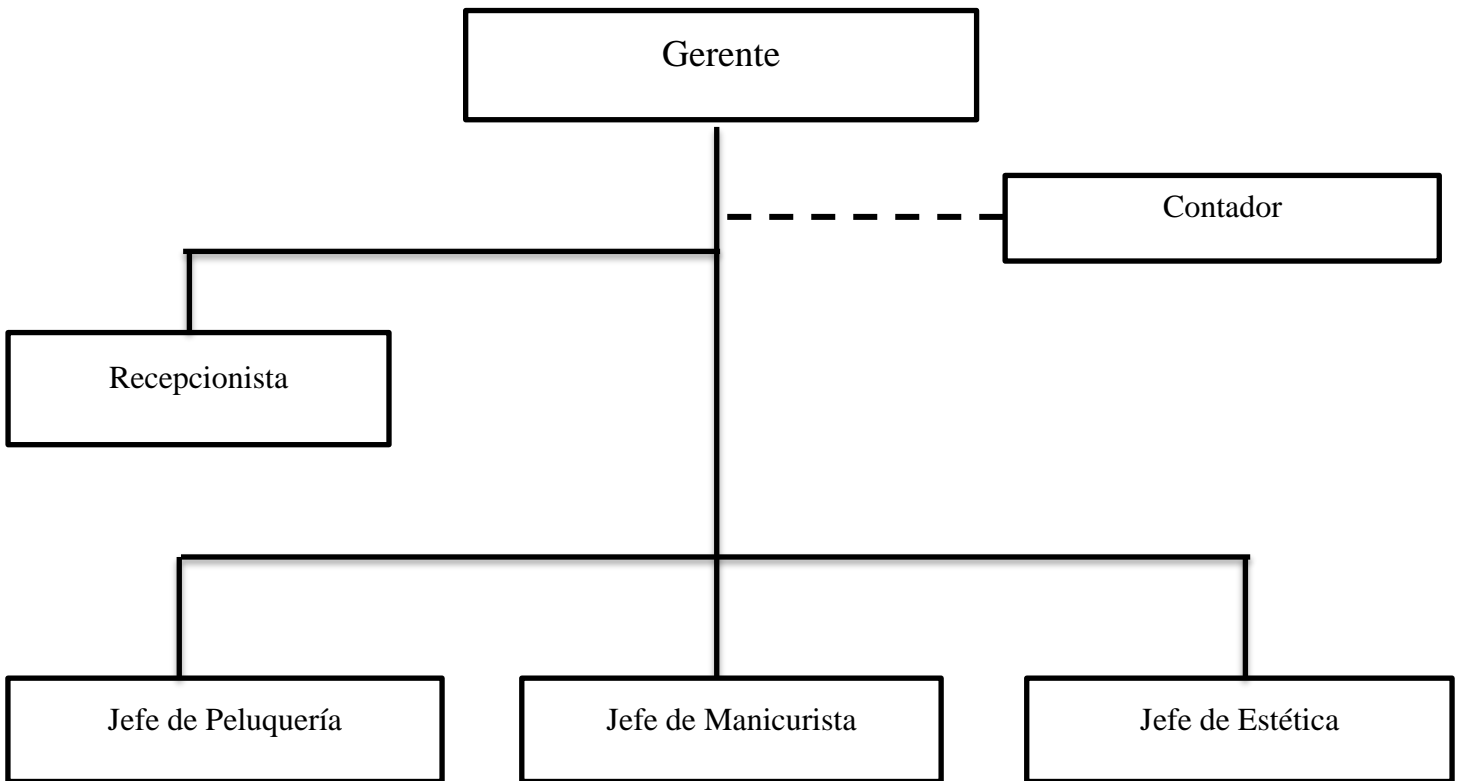 Gerente
Contador
Recepcionista
Jefe de Peluquería
Jefe de Manicurista
Jefe de Estética